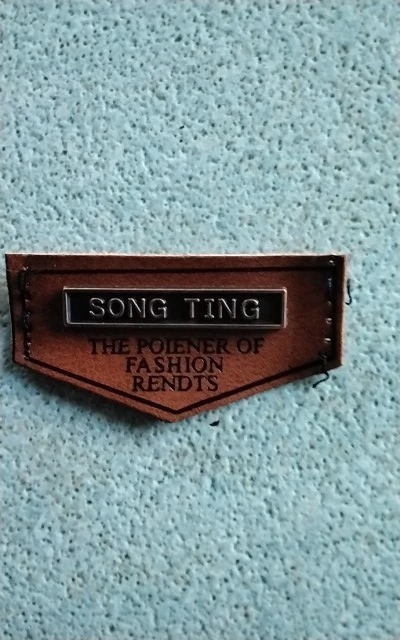 SONG TING
THE POIENER OF
FASHION
RENDTS